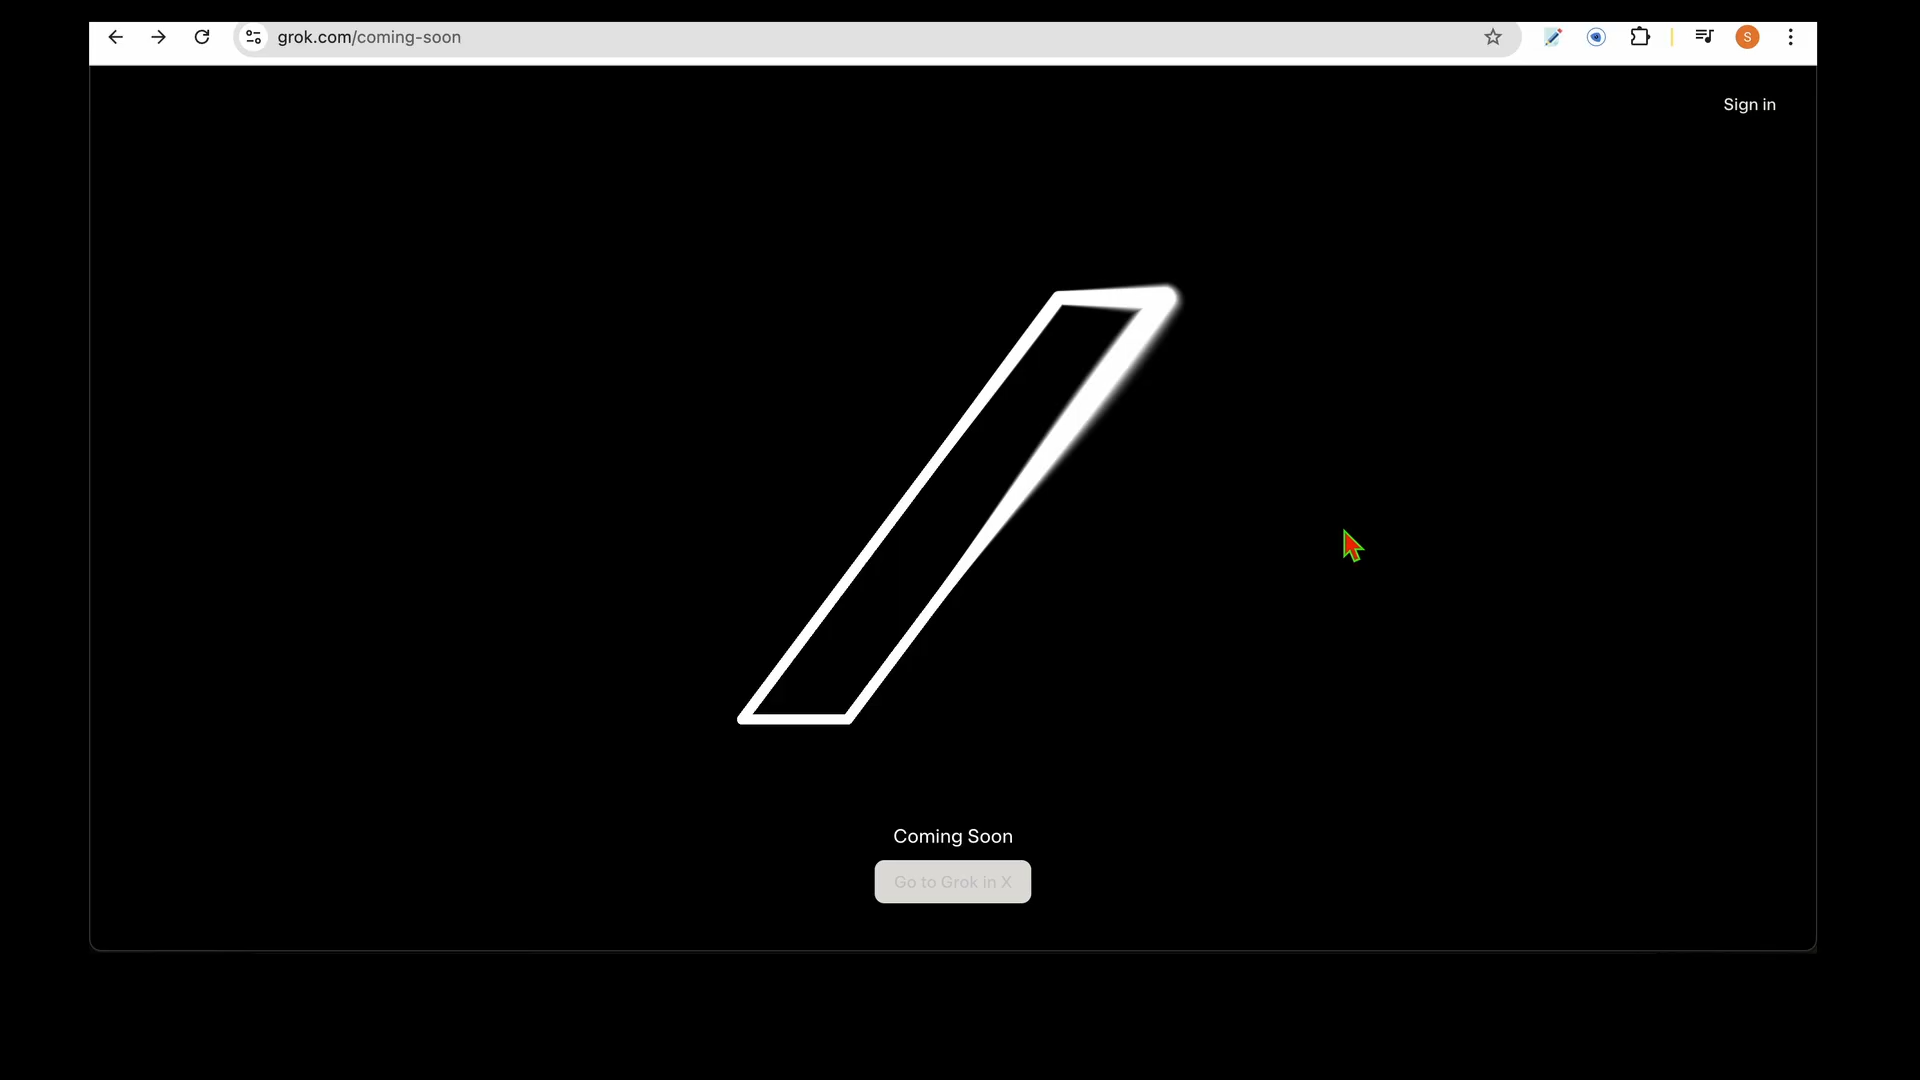 grok.com/coming-soon
S
Sign in
Coming Soon
Go to Grok in X